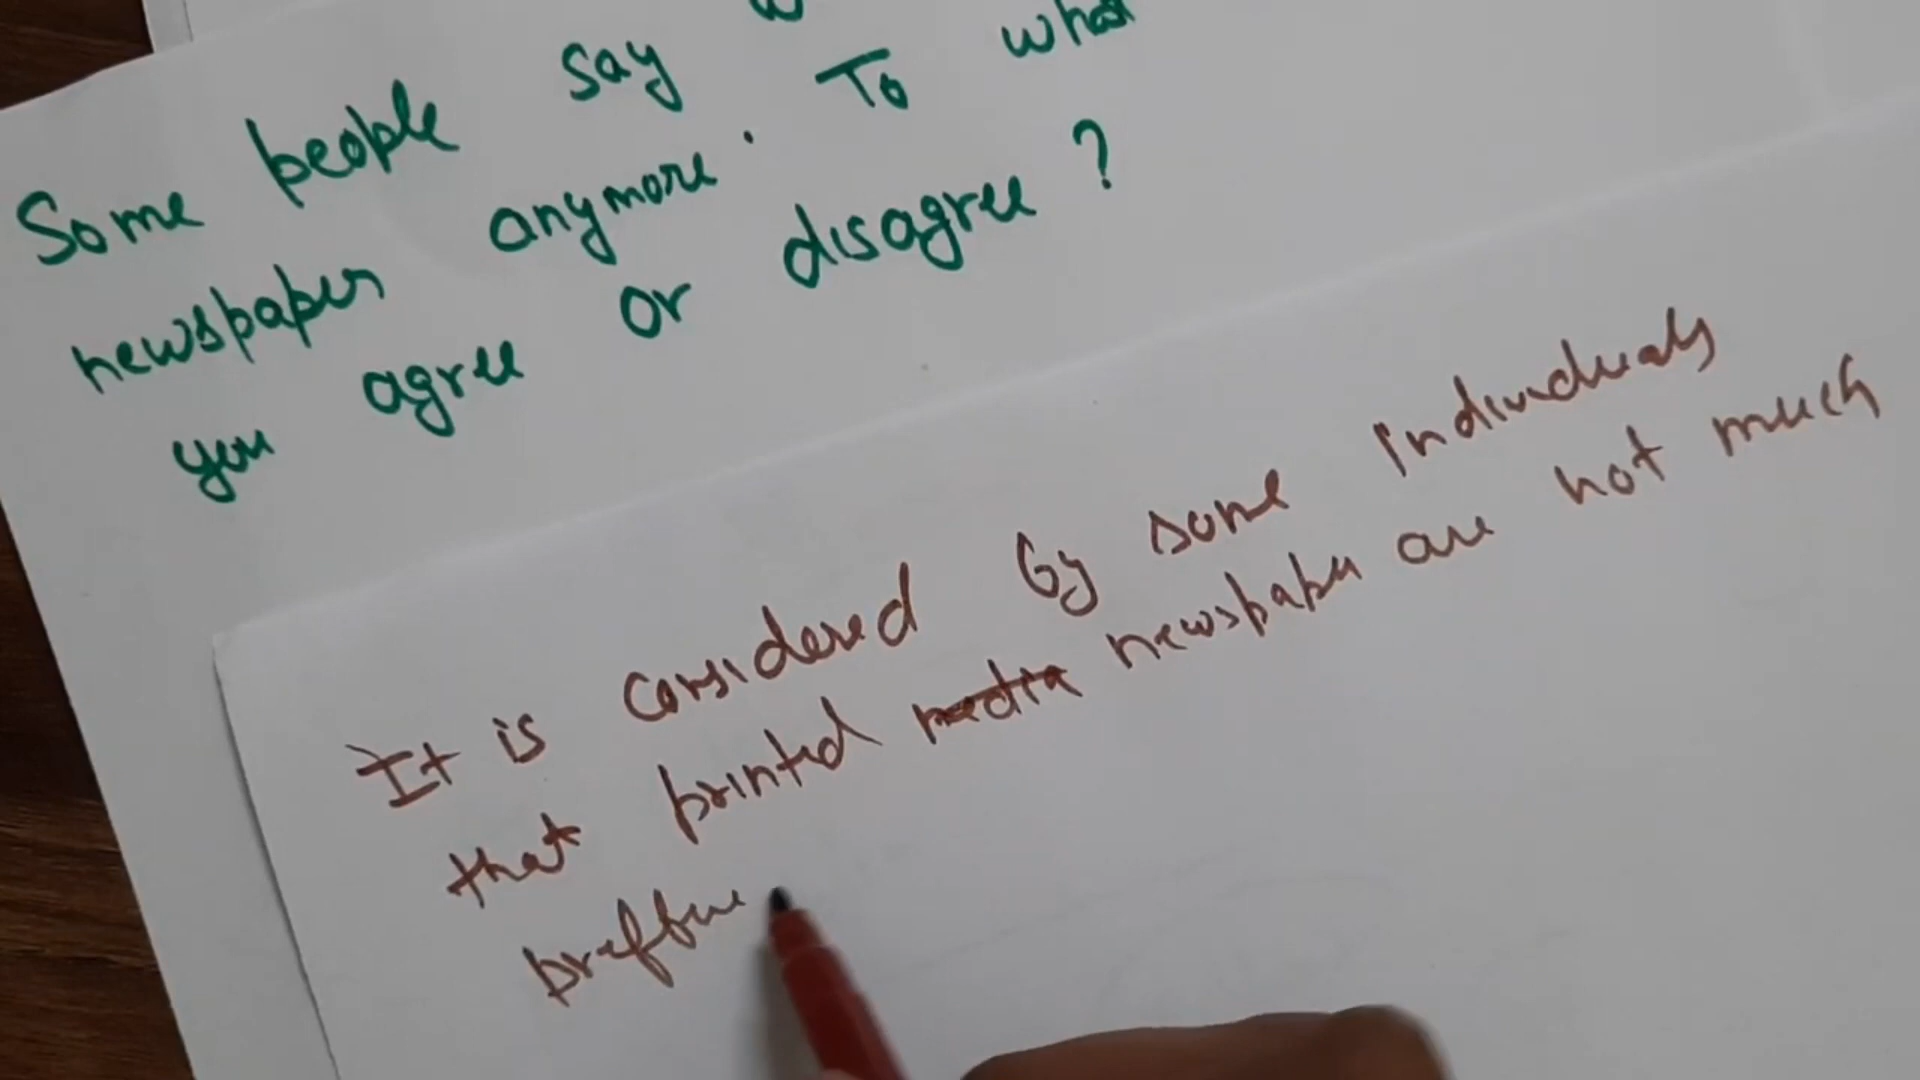 Some people say
newspaper anymore. To what
you agree or disagree?
It is considered by some individuals
that printed media newspaper are not much